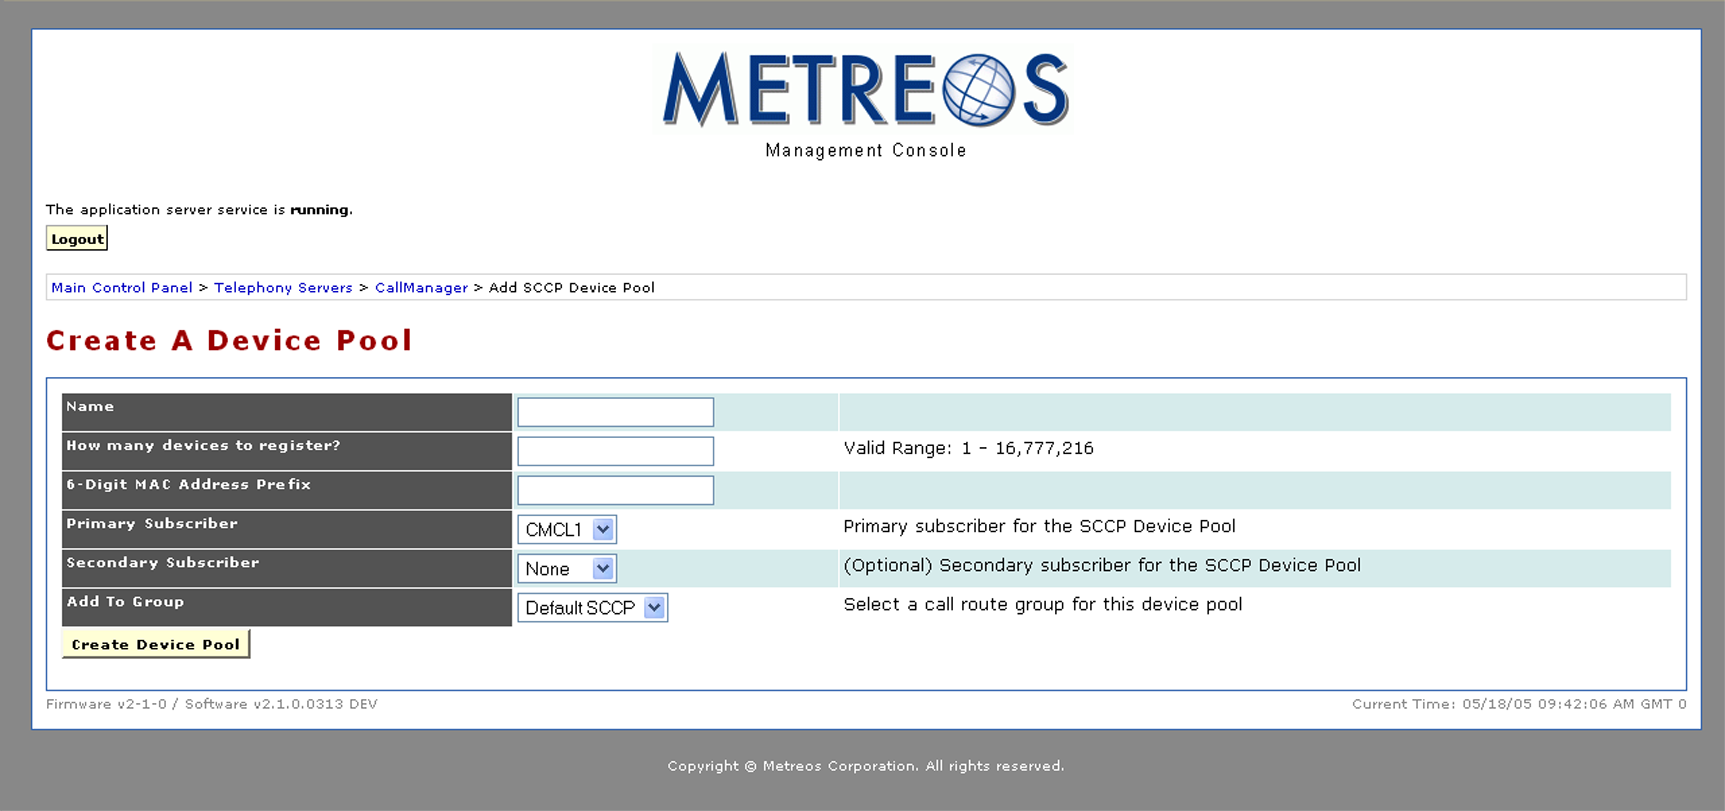 METREOS
Management Console
The application server service is running.
Logout
Main Control Panel > Telephony Servers > CallManager > Add SCCP Device Pool
Create A Device Pool
Name
How many devices to register?
Valid Range: 1 - 16,777,216
6-Digit MAC Address Prefix
Primary Subscriber
CMCL1
Primary subscriber for the SCCP Device Pool
Secondary Subscriber
None
(Optional) Secondary subscriber for the SCCP Device Pool
Add To Group
Default SCCP
Select a call route group for this device pool
Create Device Pool
Firmware v2-1-0 / Software v2.1.0.0313 DEV
Current Time: 05/18/05 09:42:06 AM GMT 0
Copyright © Metreos Corporation. All rights reserved.